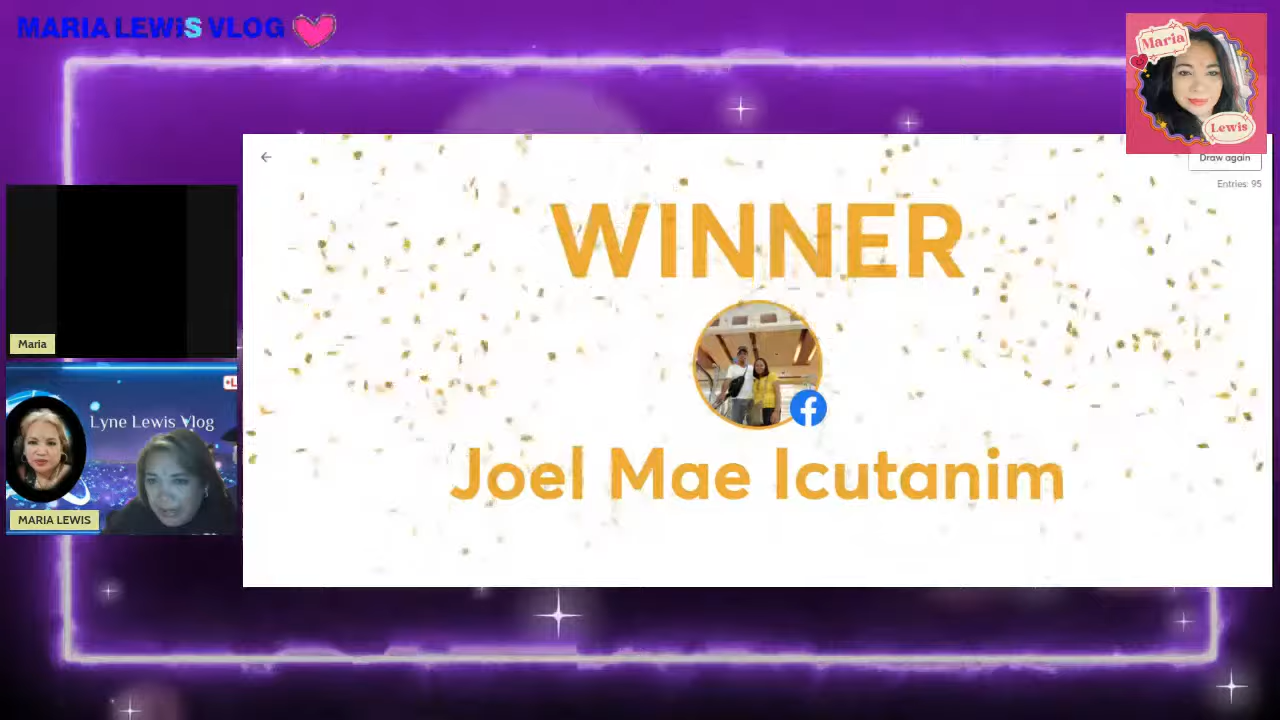 MARIA LEWIS VLOG
Maria
Lewis
Draw again
Entries: 95
WINNER
Joel Mae Icutanim
Maria
Lyne Lewis Vlog
MARIA LEWIS